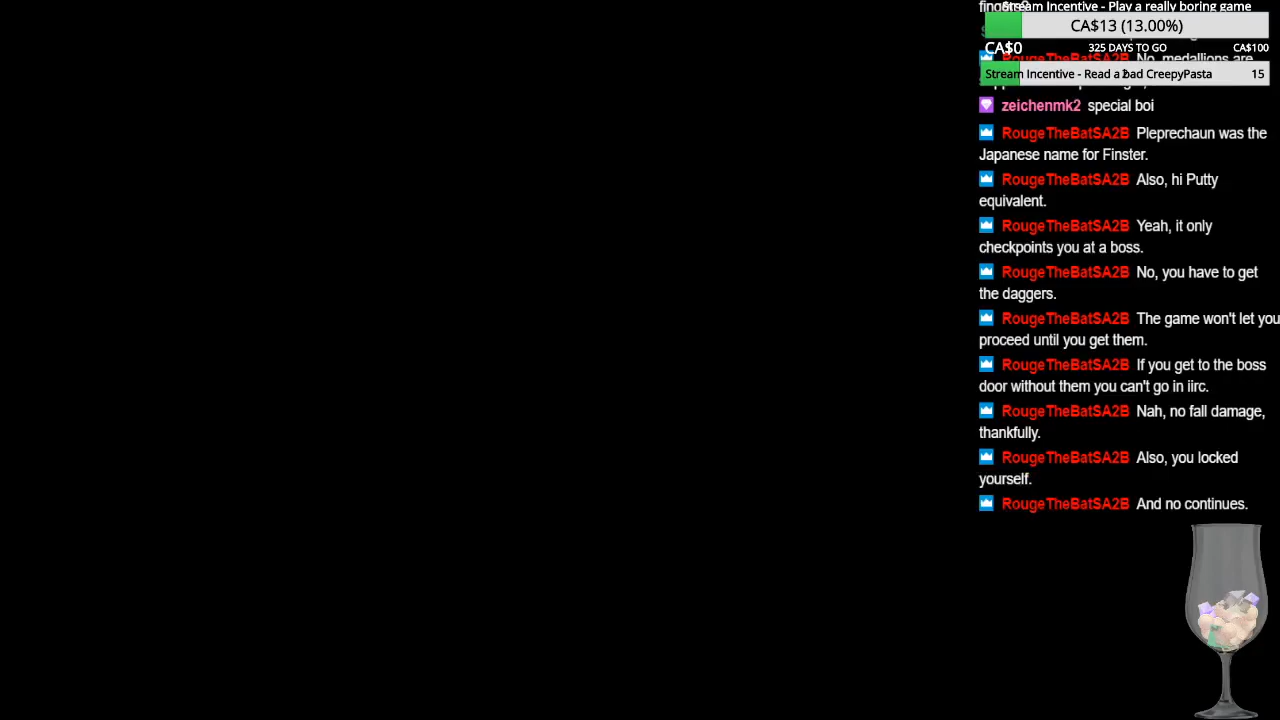 Stream Incentive - Play a really boring game
CA$13 (13.00%)
CA$0 325 DAYS TO GO CA$100
No, medallions are
Stream Incentive - Read a bad CreepyPasta 15
zeichenmk2 special boi
RougeTheBatSA2B Pleprechaun was the
Japanese name for Finster.
RougeTheBatSA2B Also, hi Putty
equivalent.
RougeTheBatSA2B Yeah, it only
checkpoints you at a boss.
RougeTheBatSA2B No, you have to get
the daggers.
RougeTheBatSA2B The game won't let you
proceed until you get them.
RougeTheBatSA2B If you get to the boss
door without them you can't go in iirc.
RougeTheBatSA2B Nah, no fall damage,
thankfully.
RougeTheBatSA2B Also, you locked
yourself.
RougeTheBatSA2B And no continues.